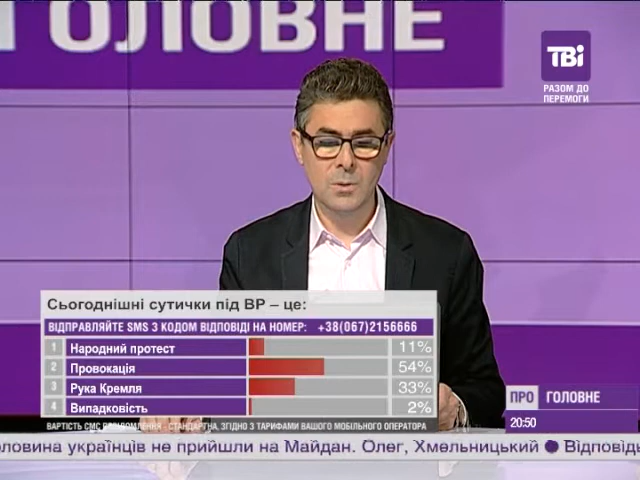 ГОЛОВНЕ
ТВі
РАЗОМ ДО
ПЕРЕМОГИ
Сьогоднішні сутички під ВР – це:
ВІДПРАВЛЯЙТЕ SMS З КОДОМ ВІДПОВІДІ НА НОМЕР: +38(067)2156666
1 Народний протест 11%
2 Провокація 54%
3 Рука Кремля 33%
4 Випадковість 2%
ВАРТІСТЬ СМС ПОВІДОМЛЕННЯ - СТАНДАРТНА, ЗГІДНО З ТАРИФАМИ ВАШОГО МОБІЛЬНОГО ОПЕРАТОРА
ПРО ГОЛОВНЕ
20:50
оловина українців не прийшли на Майдан. Олег, Хмельницький ● Відповідь